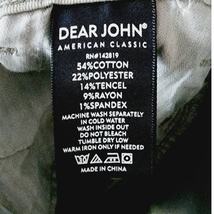 DEAR JOHN®
AMERICAN CLASSIC
RN#142819
54%COTTON
22%POLYESTER
14%TENCEL
9%RAYON
1%SPANDEX
MACHINE WASH SEPARATELY
IN COLD WATER
WASH INSIDE OUT
DO NOT BLEACH
TUMBLE DRY LOW
WARM IRON ONLY IF NEEDED
MADE IN CHINA